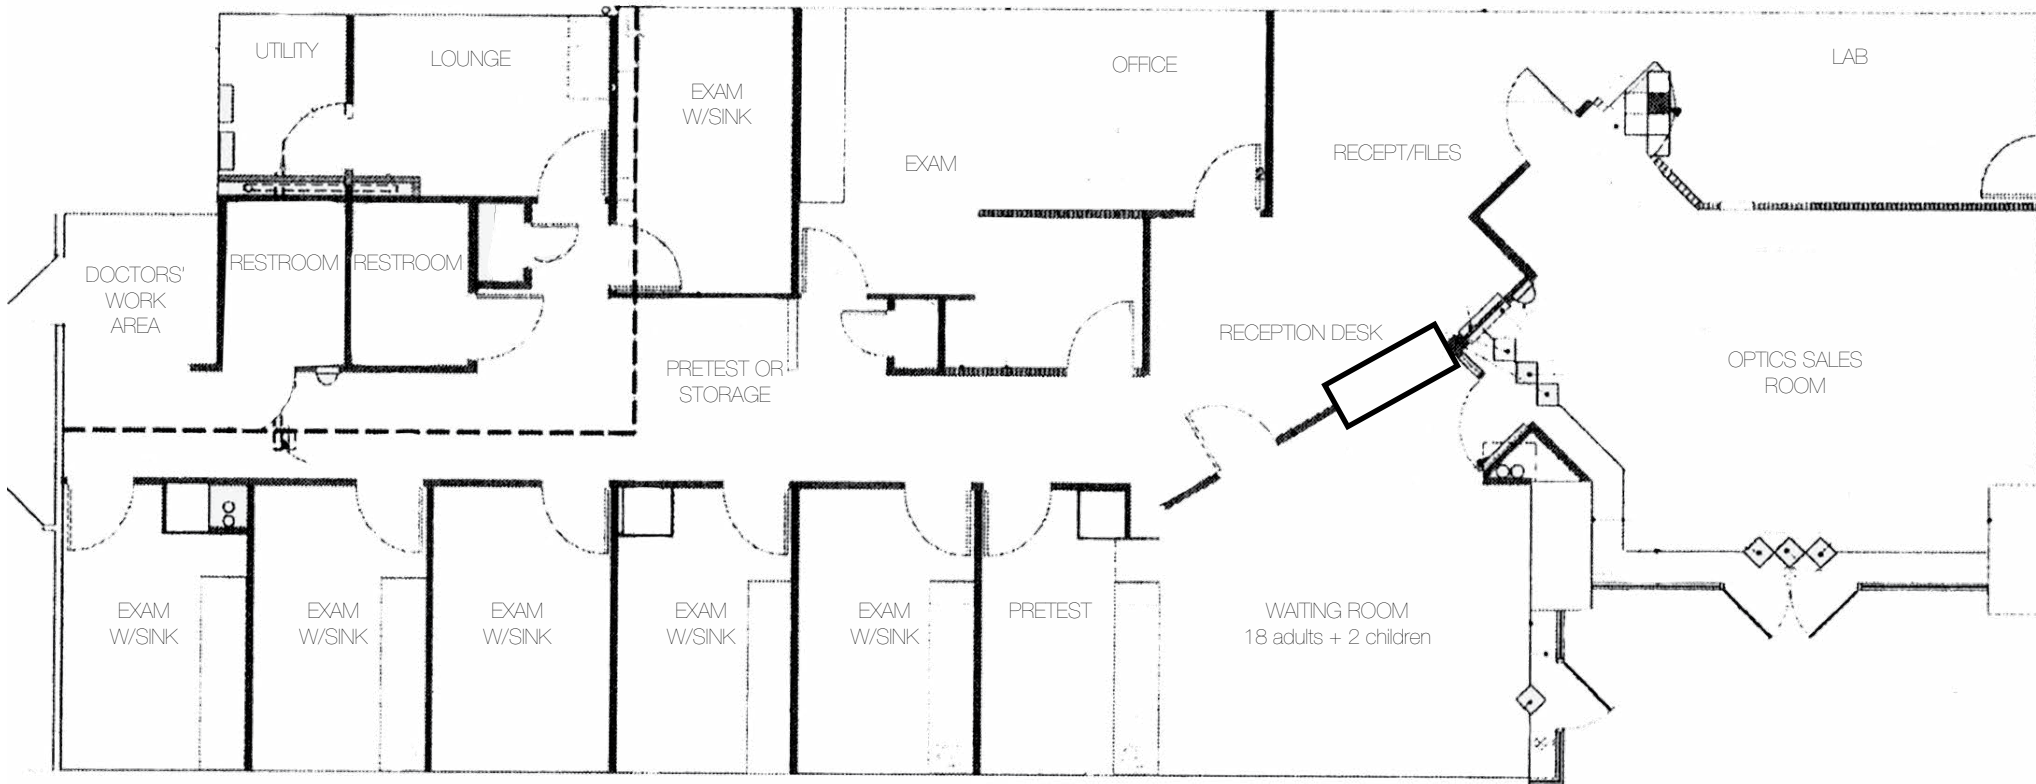 UTILITY
LOUNGE
EXAM
W/SINK
OFFICE
LAB
EXAM
RECEPT/FILES
DOCTORS'
WORK
AREA
RESTROOM
RESTROOM
PRETEST OR
STORAGE
RECEPTION DESK
OPTICS SALES
ROOM
EXAM
W/SINK
EXAM
W/SINK
EXAM
W/SINK
EXAM
W/SINK
EXAM
W/SINK
PRETEST
WAITING ROOM
18 adults + 2 children